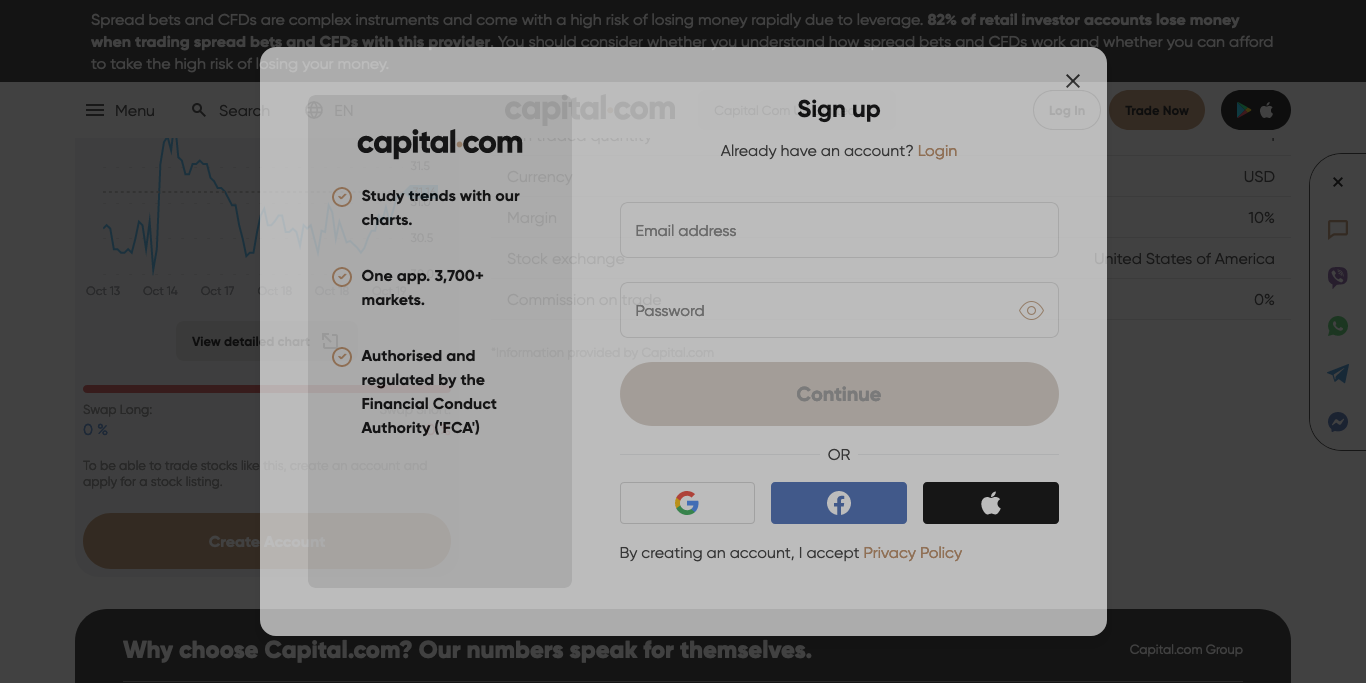 Spread bets and CFDs are complex instruments and come with a high risk of losing money rapidly due to leverage. 82% of retail investor accounts lose money
when trading spread bets and CFDs with this provider. You should consider whether you understand how spread bets and CFDs work and whether you can afford
to take the high risk of losing your money.
Menu
Search
EN
capital.com
Capital Com
Log In
Trade Now
Sign up
Already have an account? Login
capital.com
Study trends with our
charts.
One app. 3,700+
markets.
Authorised and
regulated by the
Financial Conduct
Authority ('FCA')
Email address
Password
Continue
OR
By creating an account, I accept Privacy Policy
31.5
30.5
Oct 13
Oct 14
Oct 17
Oct 18
View detailed chart
Swap Long:
0 %
To be able to trade stocks like this, create an account and
apply for a stock listing.
Create Account
traded quantity
Currency
USD
Margin
10%
Stock exchange
United States of America
Commission on trade
0%
*Information provided by Capital.com
Why choose Capital.com? Our numbers speak for themselves.
Capital.com Group